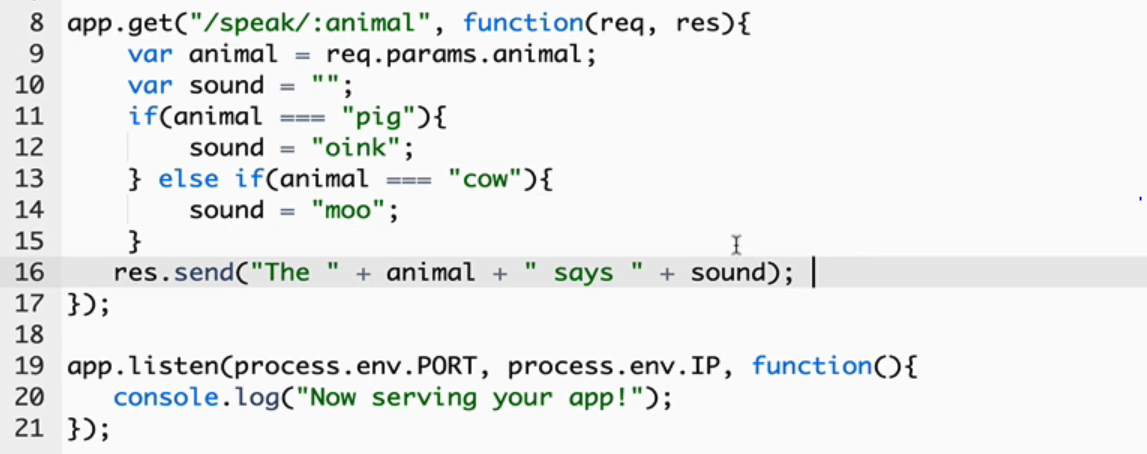 8 app.get("/speak/:animal", function(req, res){
9     var animal = req.params.animal;
10     var sound = "";
11     if(animal === "pig"){
12         sound = "oink";
13     } else if(animal === "cow"){
14         sound = "moo";
15     }
16    res.send("The " + animal + " says " + sound);
17 });
18
19 app.listen(process.env.PORT, process.env.IP, function(){
20    console.log("Now serving your app!");
21 });